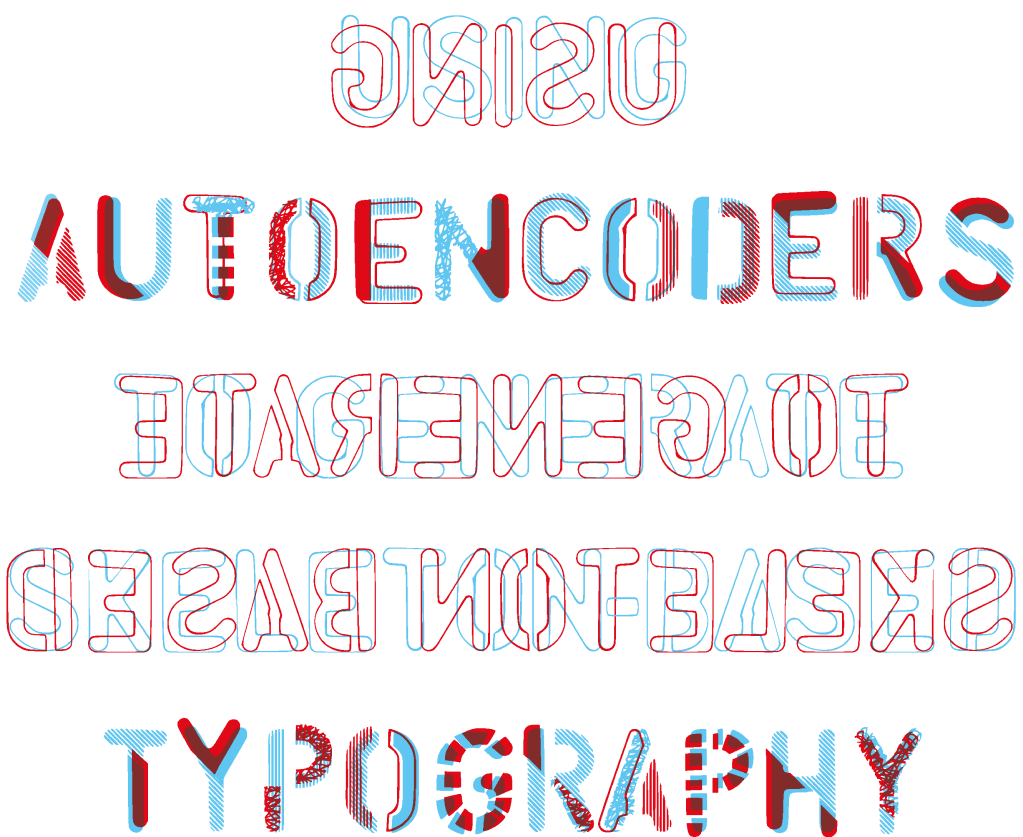 USING
AUTOENCODERS
TO GENERATE
SKELETON-BASED
TYPOGRAPHY